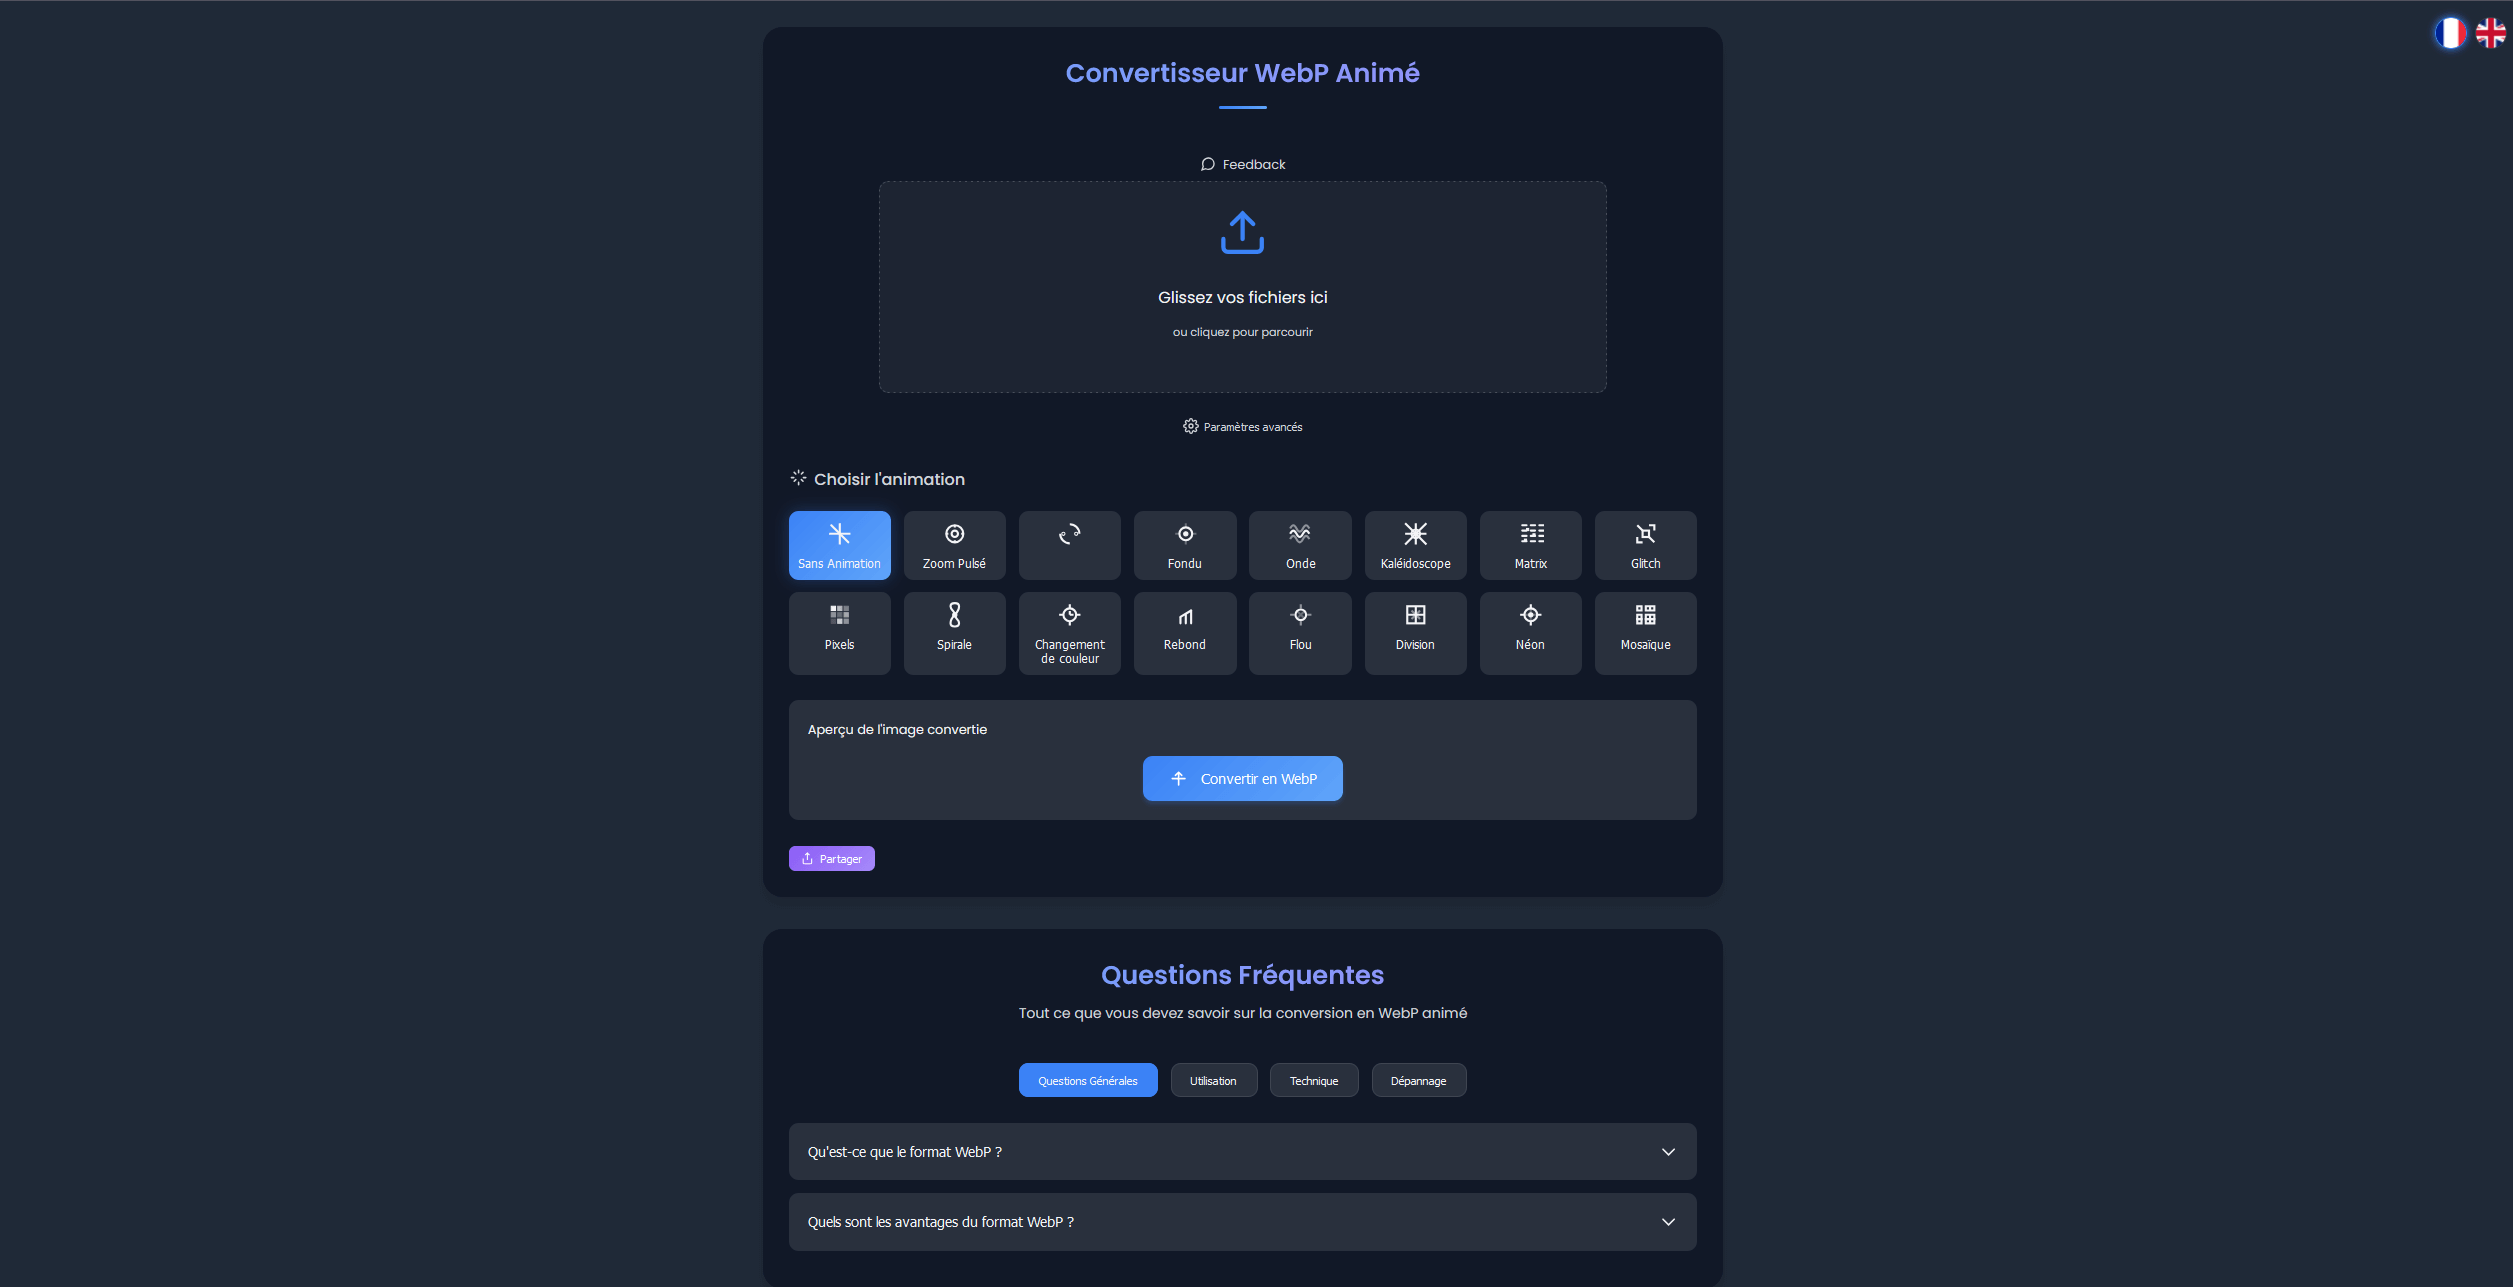 Convertisseur WebP Animé
Feedback
Glissez vos fichiers ici
ou cliquez pour parcourir
Paramètres avancés
Choisir l'animation
Sans Animation
Zoom Pulsé
Fondu
Onde
Kaléidoscope
Matrix
Glitch
Pixels
Spirale
Changement
de couleur
Rebond
Flou
Division
Néon
Mosaïque
Aperçu de l'image convertie
Convertir en WebP
Partager
Questions Fréquentes
Tout ce que vous devez savoir sur la conversion en WebP animé
Questions Générales
Utilisation
Technique
Dépannage
Qu'est-ce que le format WebP ?
Quels sont les avantages du format WebP ?